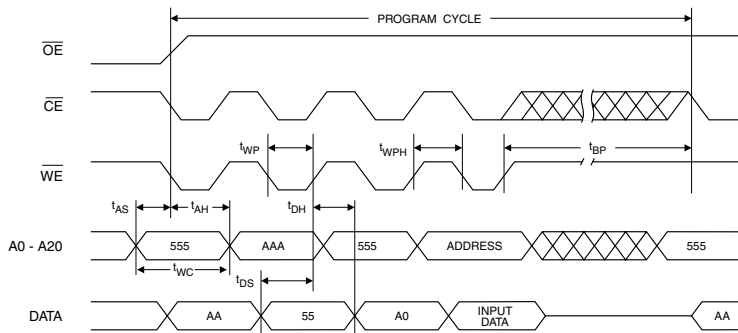 PROGRAM CYCLE
OE
CE
tWP
tWPH
tBP
WE
tAS
tAH
tDH
A0 - A20
555
AAA
555
ADDRESS
555
tWC
tDS
DATA
AA
55
A0
INPUT
DATA
AA